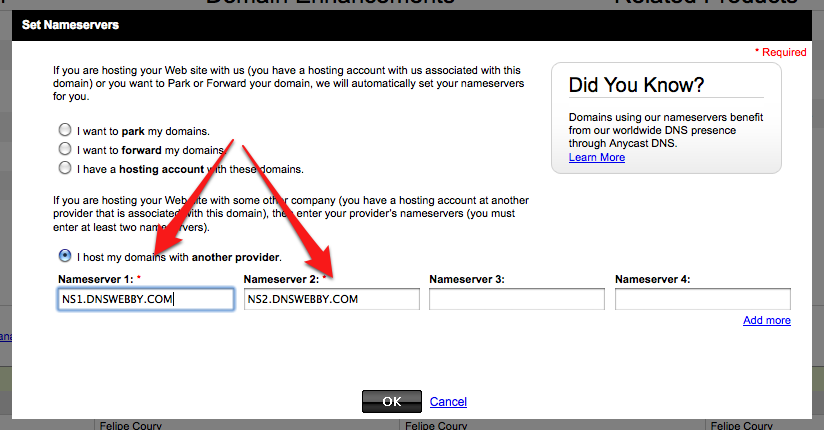 Domain Enhancements
Related Products
Set Nameservers
* Required
If you are hosting your Web site with us (you have a hosting account with us associated with this
domain) or you want to Park or Forward your domain, we will automatically set your nameservers
for you.
I want to park my domains.
I want to forward my domains
I have a hosting account with these domains.
If you are hosting your Web site with some other company (you have a hosting account at another
provider that is associated with this domain), then enter your provider's nameservers (you must
enter at least two nameservers).
I host my domains with another provider.
Nameserver 1: *
Nameserver 2: *
Nameserver 3:
Nameserver 4:
NS1.DNSWEBBY.COM
NS2.DNSWEBBY.COM
Add more
OK
Cancel
Did You Know?
Domains using our nameservers benefit
from our worldwide DNS presence
through Anycast DNS.
Learn More
Felipe Coury
Felipe Coury
Felipe Coury